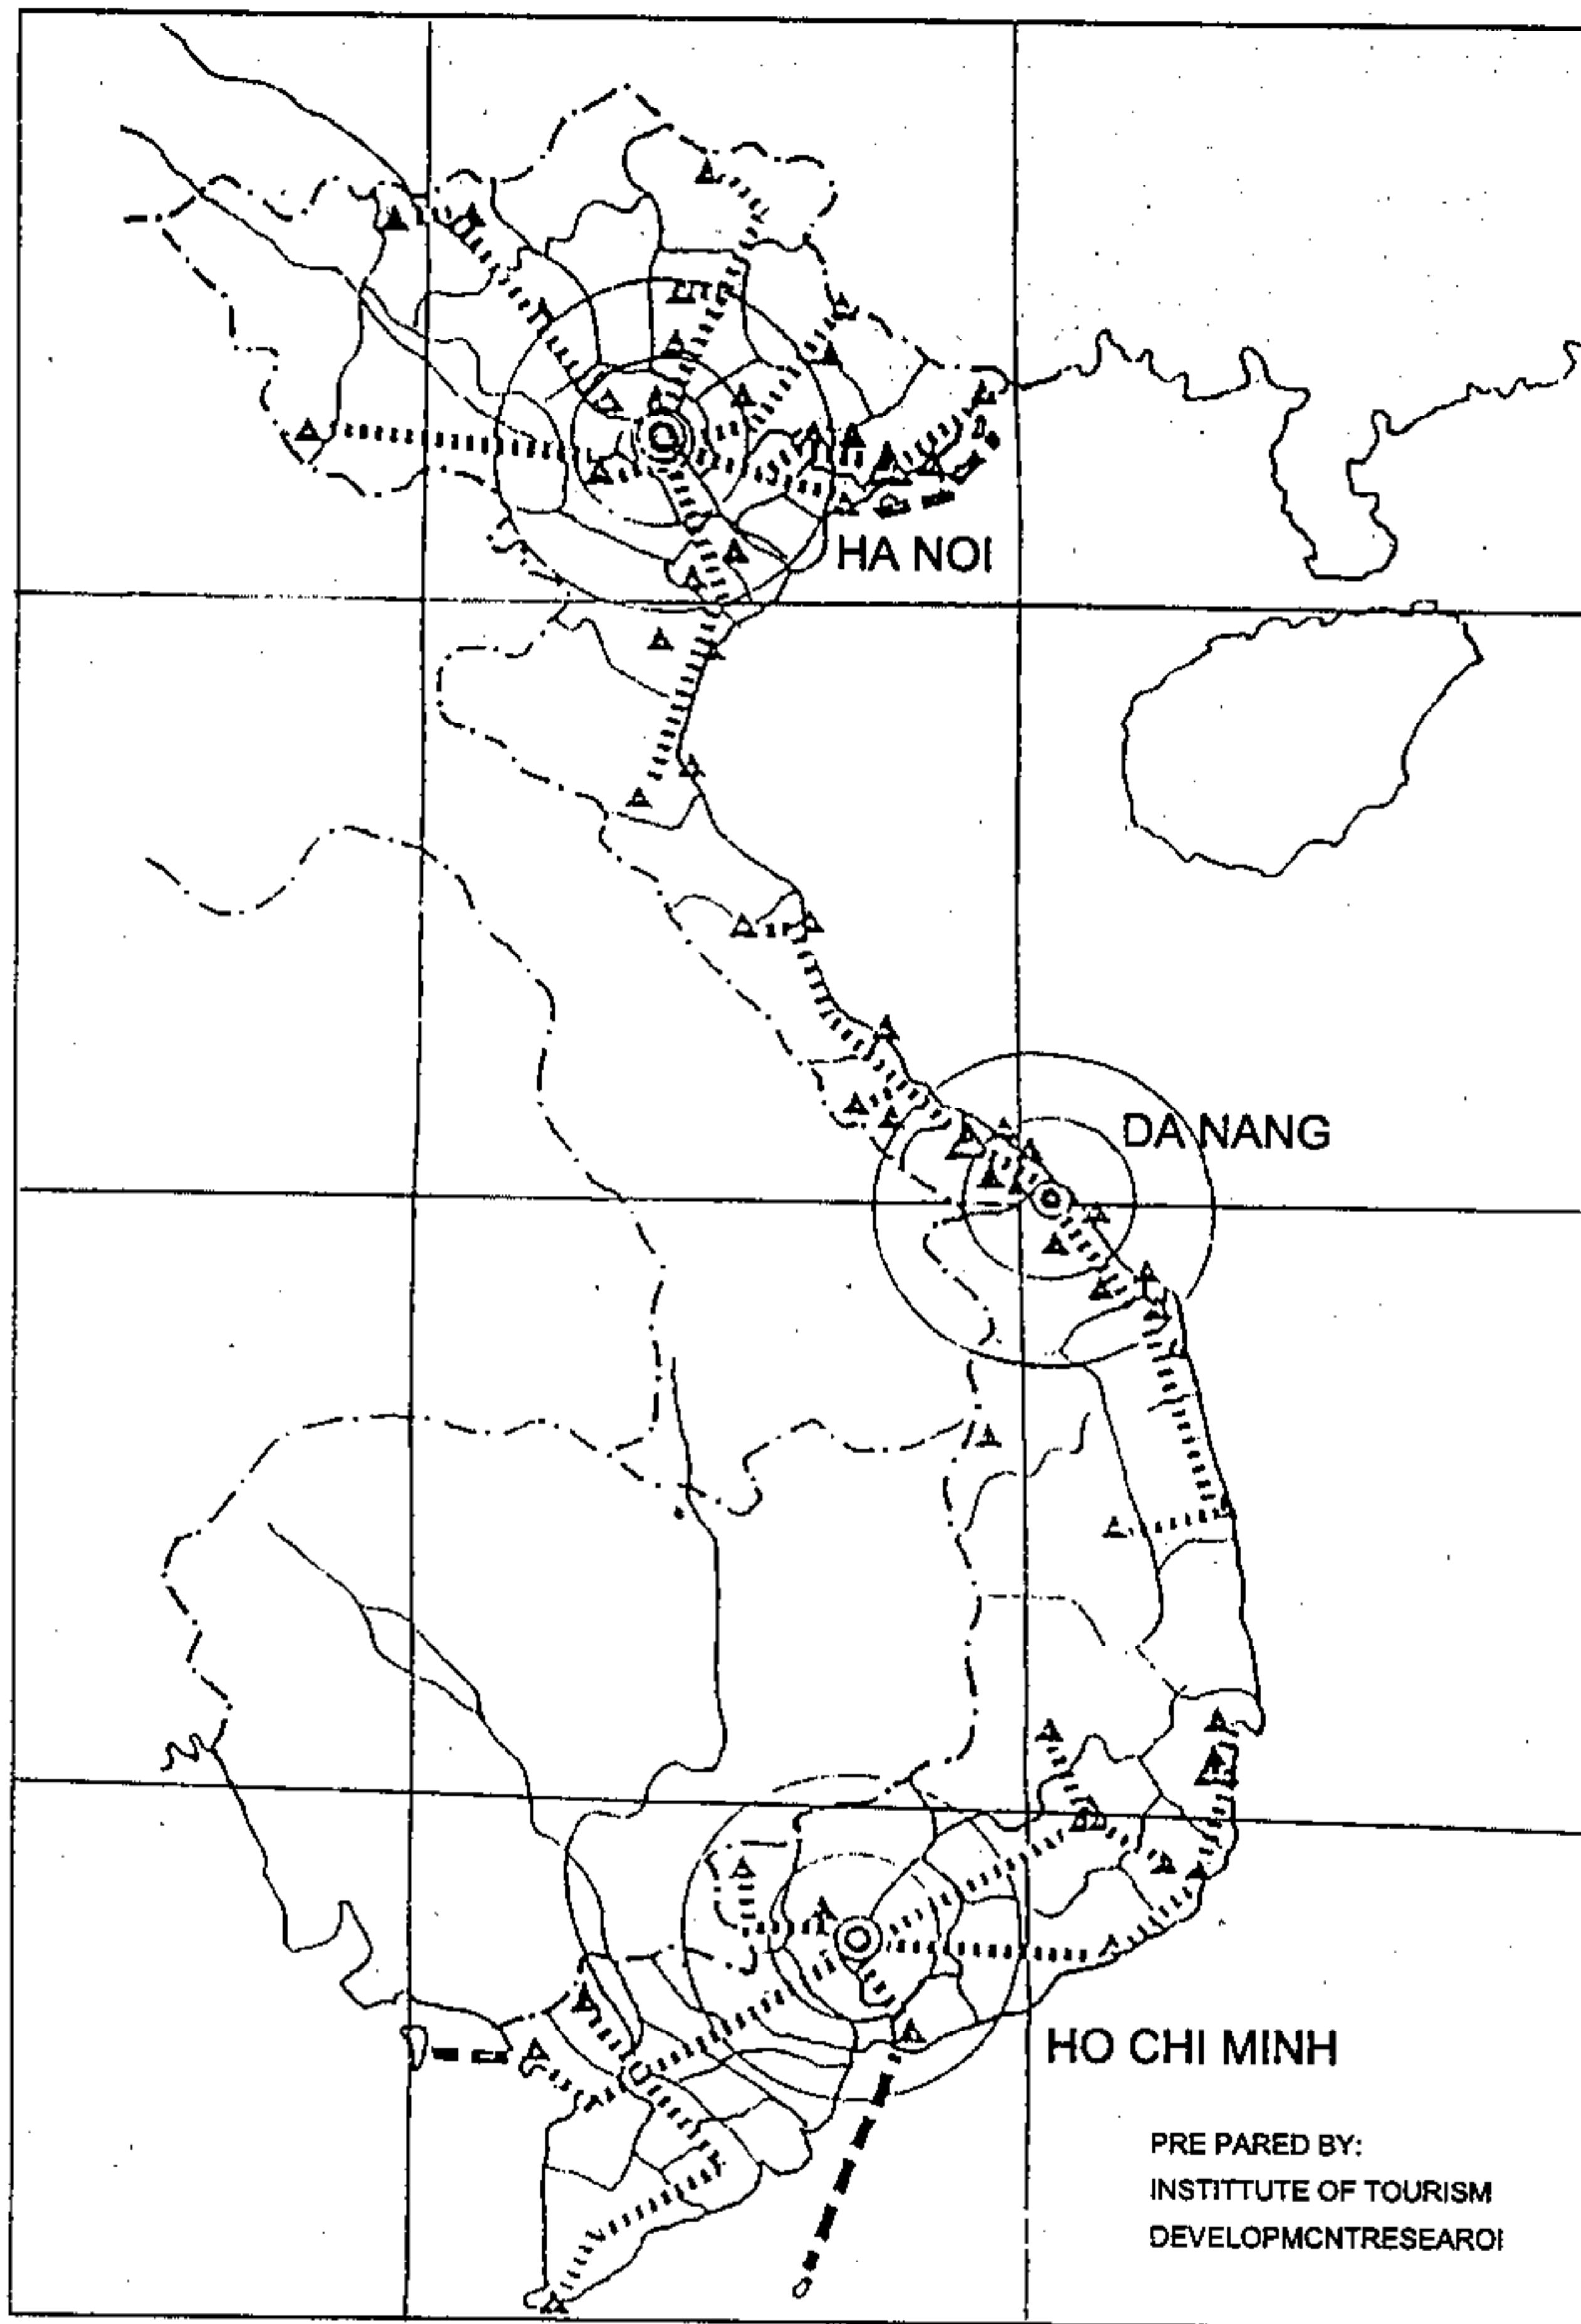 HA NOI
DA NANG
HO CHI MINH
PRE PARED BY:
INSTITTUTE OF TOURISM
DEVELOPMCNTRESEAROI